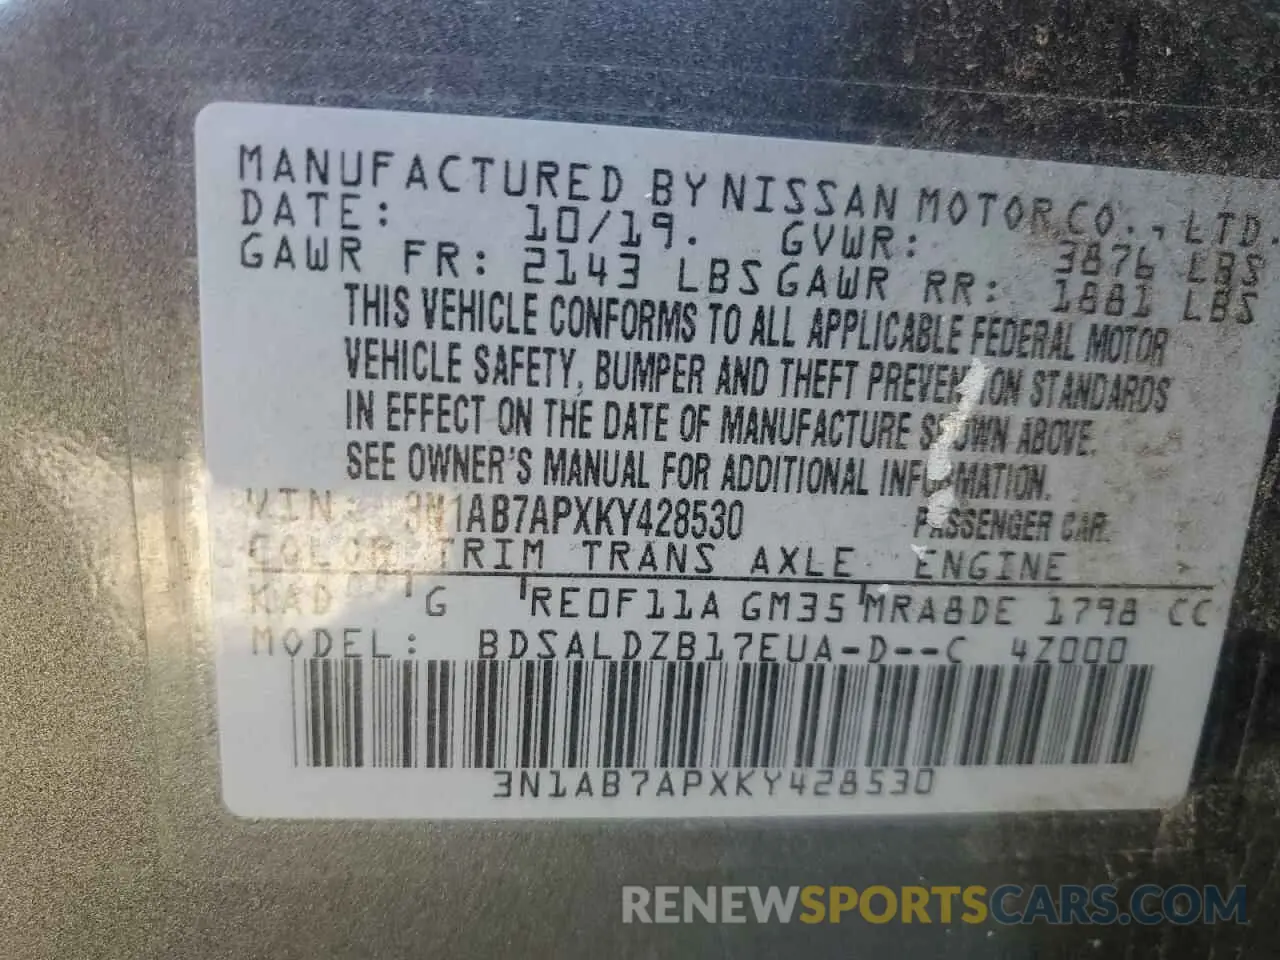 MANUFACTURED BY NISSAN MOTOR CO., LTD.
DATE: 10/19. GVWR: 3876 LBS
GAWR FR: 2143 LBS GAWR RR: 1881 LBS
THIS VEHICLE CONFORMS TO ALL APPLICABLE FEDERAL MOTOR
VEHICLE SAFETY, BUMPER AND THEFT PREVENTION STANDARDS
IN EFFECT ON THE DATE OF MANUFACTURE SHOWN ABOVE.
SEE OWNER'S MANUAL FOR ADDITIONAL INFORMATION.
VIN: 3N1AB7APXKY428530 PASSENGER CAR.
COLOR TRIM TRANS AXLE ENGINE
KAD G RE0F11A GM35 MRA8DE 1798 CC
MODEL: BDSALDZB17EUA-D--C 4Z000
3N1AB7APXKY428530
RENEWSPORTSCARS.COM